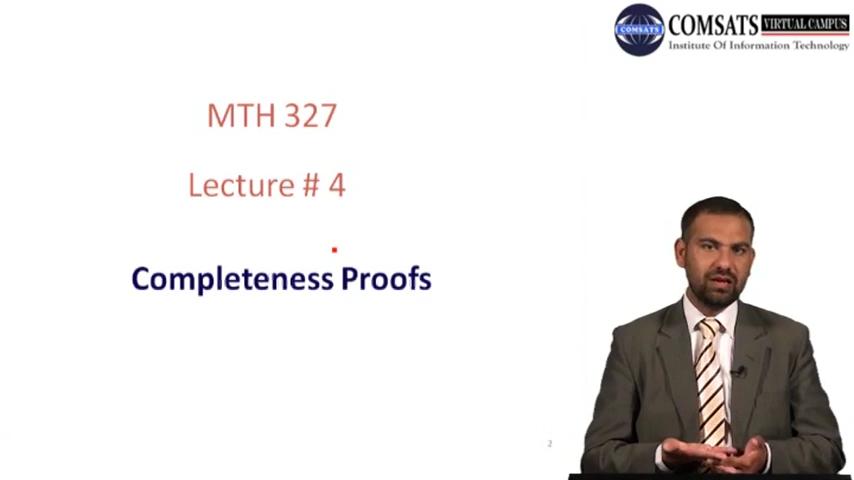 COMSATS VIRTUAL CAMPUS
Institute Of Information Technology
COMSATS
MTH 327
Lecture # 4
Completeness Proofs
2